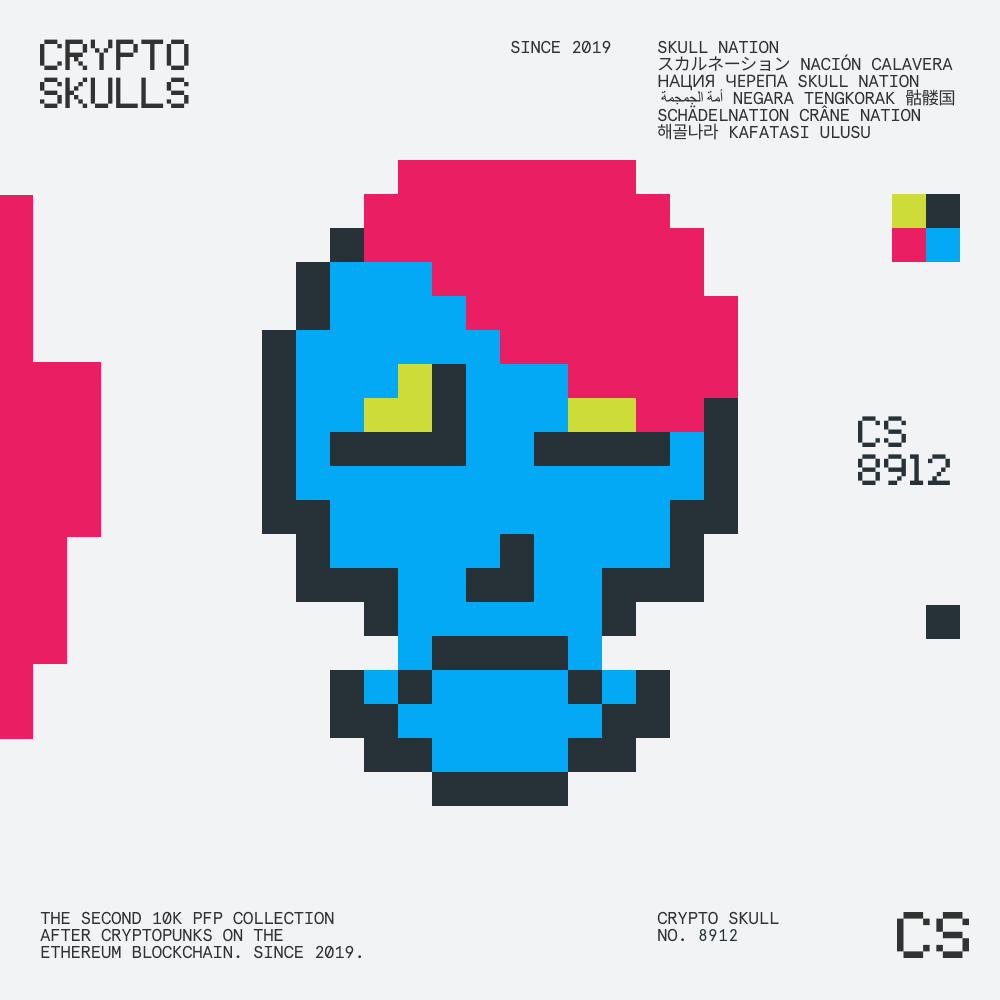 CRYPTO
SKULLS
SINCE 2019
SKULL NATION
スカルネーション NACIÓN CALAVERA
НАЦИЯ ЧЕРЕПА SKULL NATION
أمة الجمجمة NEGARA TENGKORAK 骷髅国
SCHÄDELNATION CRÂNE NATION
해골나라 KAFATASI ULUSU
CS
8912
THE SECOND 10K PFP COLLECTION
AFTER CRYPTOPUNKS ON THE
ETHEREUM BLOCKCHAIN. SINCE 2019.
CRYPTO SKULL
NO. 8912
CS